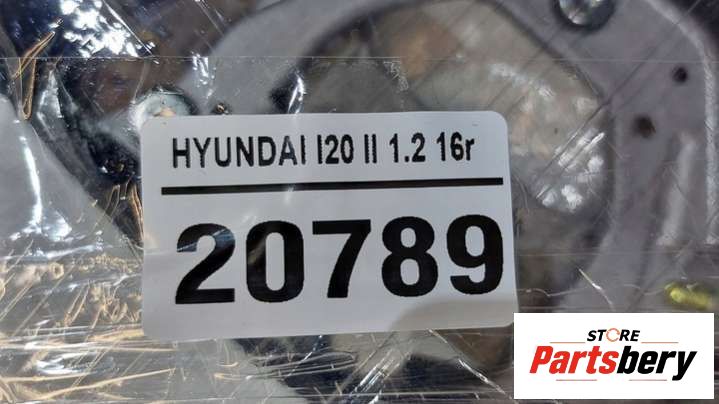 HYUNDAI I20 II 1.2 16r
20789
STORE
Partsbery